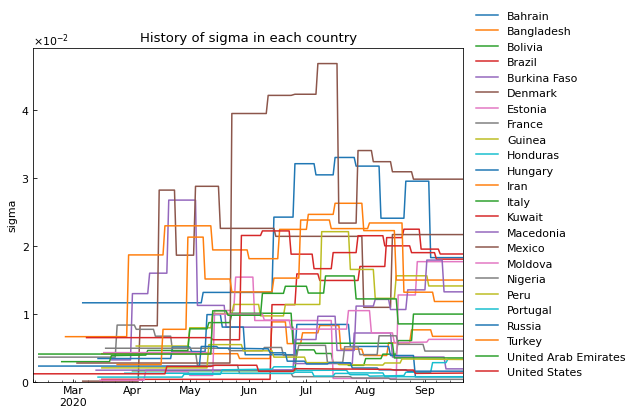 History of sigma in each country
×10⁻²
sigma
4
3
2
1
0
Mar Apr May Jun Jul Aug Sep
2020
Bahrain
Bangladesh
Bolivia
Brazil
Burkina Faso
Denmark
Estonia
France
Guinea
Honduras
Hungary
Iran
Italy
Kuwait
Macedonia
Mexico
Moldova
Nigeria
Peru
Portugal
Russia
Turkey
United Arab Emirates
United States